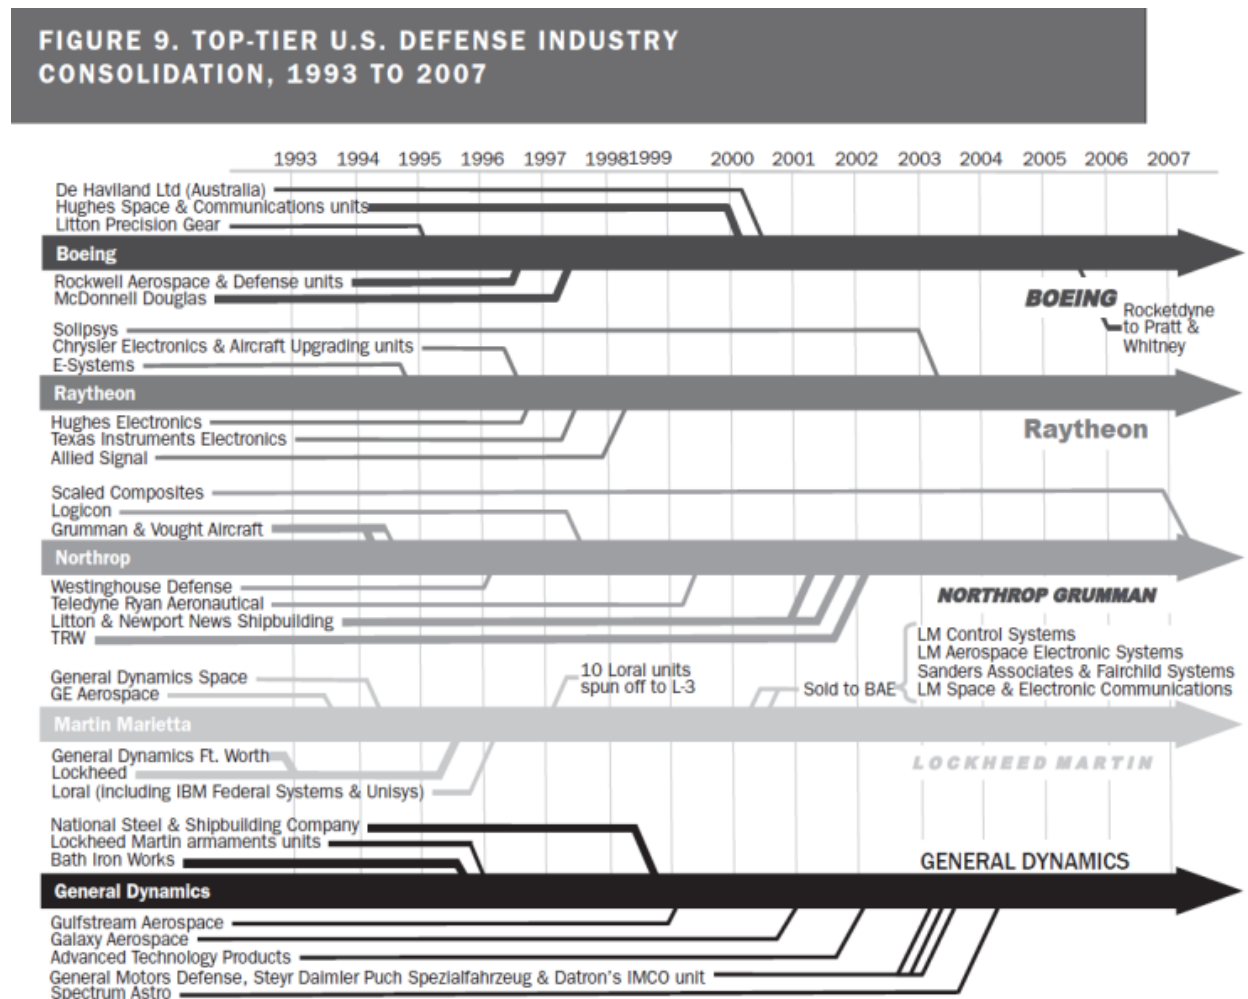 FIGURE 9. TOP-TIER U.S. DEFENSE INDUSTRY
CONSOLIDATION, 1993 TO 2007
1993 1994 1995 1996 1997 1998 1999 2000 2001 2002 2003 2004 2005 2006 2007
De Haviland Ltd (Australia)
Hughes Space & Communications units
Litton Precision Gear
Boeing
Rockwell Aerospace & Defense units
McDonnell Douglas
BOEING
Rocketdyne
to Pratt &
Whitney
Solipsys
Chrysler Electronics & Aircraft Upgrading units
E-Systems
Raytheon
Hughes Electronics
Texas Instruments Electronics
Allied Signal
Raytheon
Scaled Composites
Logicon
Grumman & Vought Aircraft
Northrop
Westinghouse Defense
Teledyne Ryan Aeronautical
Litton & Newport News Shipbuilding
TRW
NORTHROP GRUMMAN
General Dynamics Space
GE Aerospace
10 Loral units
spun off to L-3
Sold to BAE
LM Control Systems
LM Aerospace Electronic Systems
Sanders Associates & Fairchild Systems
LM Space & Electronic Communications
Martin Marietta
General Dynamics Ft. Worth
Lockheed
Loral (including IBM Federal Systems & Unisys)
LOCKHEED MARTIN
National Steel & Shipbuilding Company
Lockheed Martin armaments units
Bath Iron Works
GENERAL DYNAMICS
General Dynamics
Gulfstream Aerospace
Galaxy Aerospace
Advanced Technology Products
General Motors Defense, Steyr Daimler Puch Spezialfahrzeug & Datron's IMCO unit
Spectrum Astro